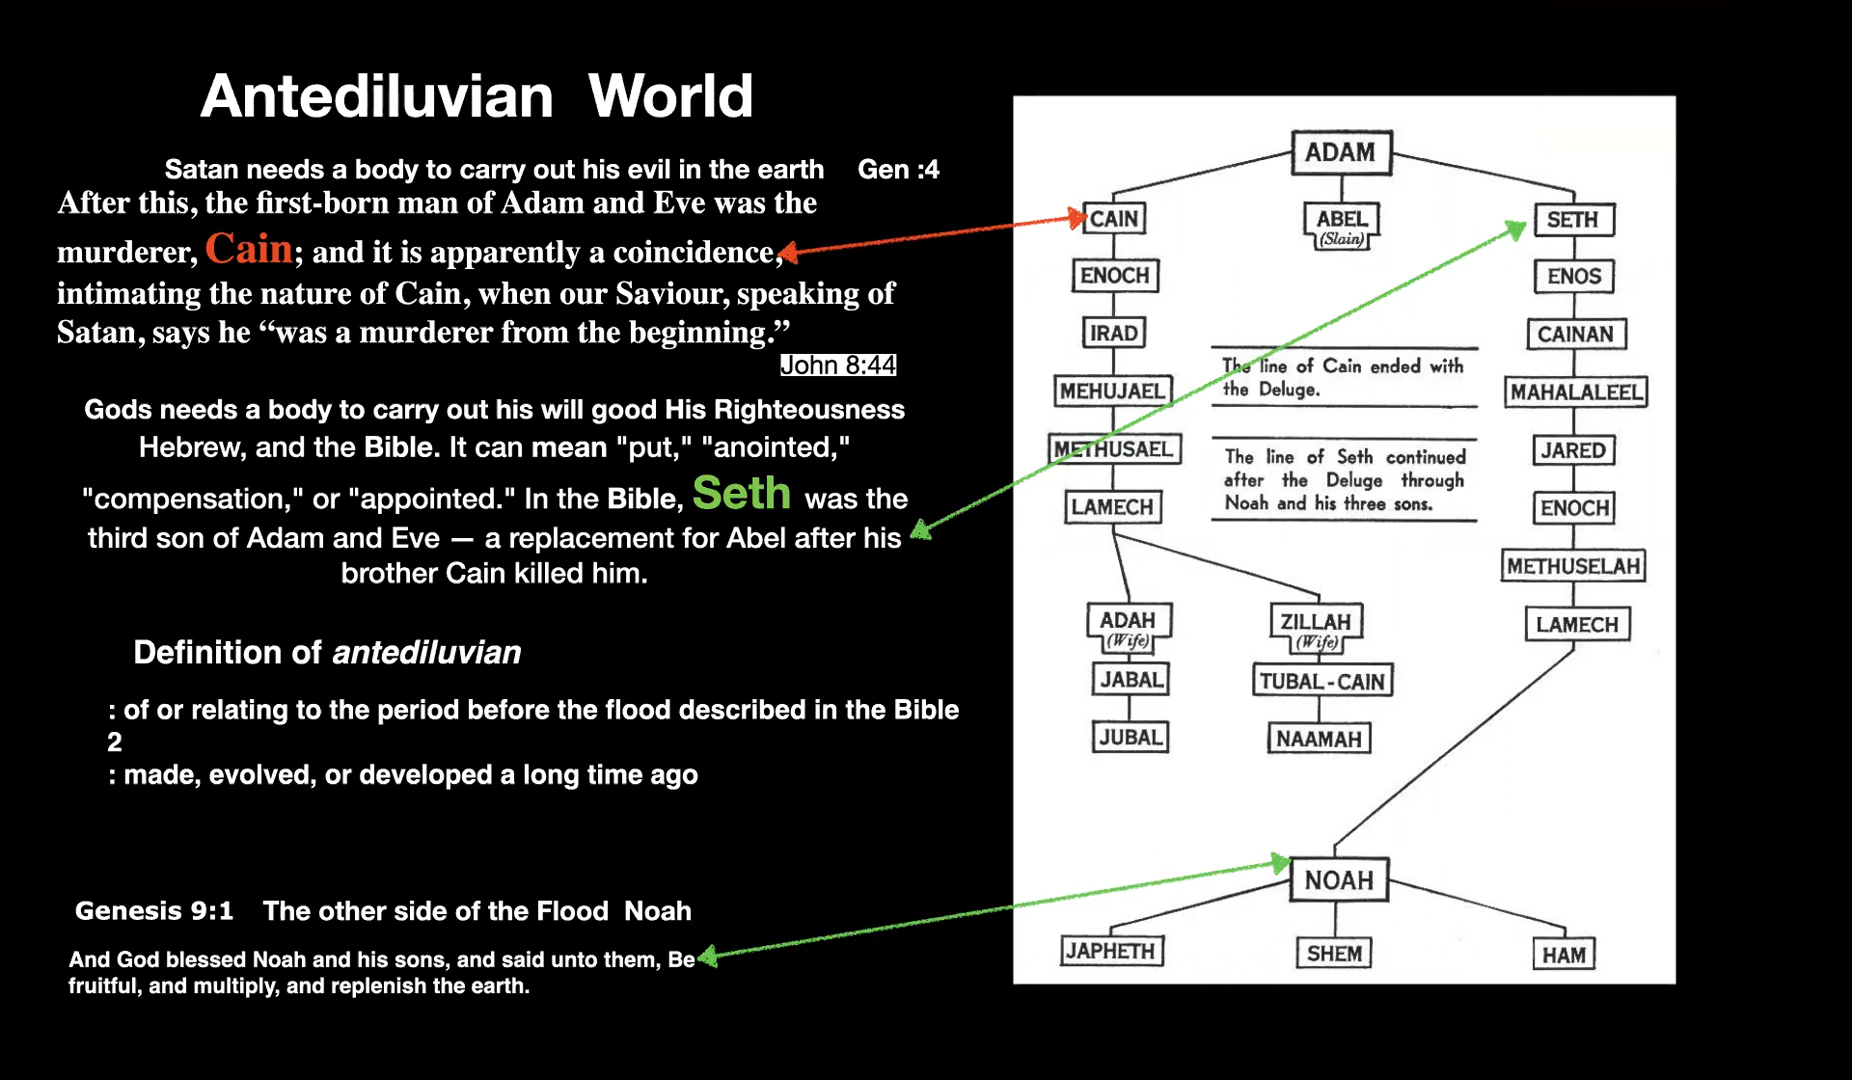 Antediluvian World
Satan needs a body to carry out his evil in the earth Gen :4
After this, the first-born man of Adam and Eve was the
murderer, Cain; and it is apparently a coincidence,
intimating the nature of Cain, when our Saviour, speaking of
Satan, says he “was a murderer from the beginning.”
John 8:44
Gods needs a body to carry out his will good His Righteousness
Hebrew, and the Bible. It can mean "put," "anointed,"
"compensation," or "appointed." In the Bible, Seth was the
third son of Adam and Eve — a replacement for Abel after his
brother Cain killed him.
Definition of antediluvian
: of or relating to the period before the flood described in the Bible
2
: made, evolved, or developed a long time ago
Genesis 9:1 The other side of the Flood Noah
And God blessed Noah and his sons, and said unto them, Be
fruitful, and multiply, and replenish the earth.
ADAM
CAIN
ABEL
(Slain)
SETH
ENOCH
ENOS
IRAD
CAINAN
MEHUJAEL
The line of Cain ended with
the Deluge.
MAHALALEEL
METHUSAEL
The line of Seth continued
after the Deluge through
Noah and his three sons.
JARED
LAMECH
ENOCH
METHUSELAH
ADAH
(Wife)
ZILLAH
(Wife)
LAMECH
JABAL
TUBAL-CAIN
JUBAL
NAAMAH
NOAH
JAPHETH
SHEM
HAM